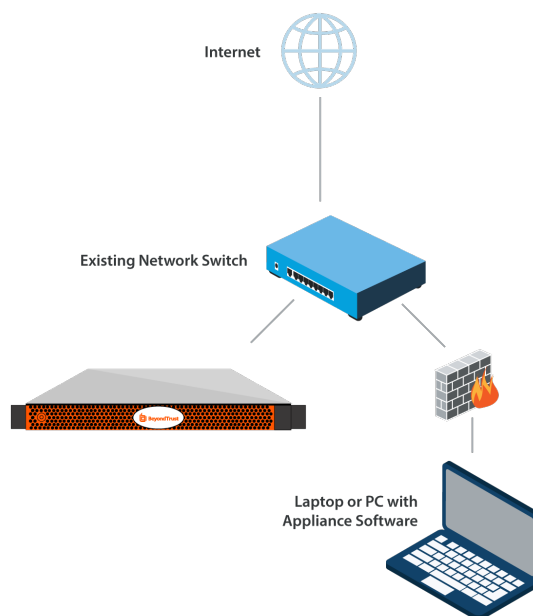 Internet
Existing Network Switch
BeyondTrust
Laptop or PC with
Appliance Software